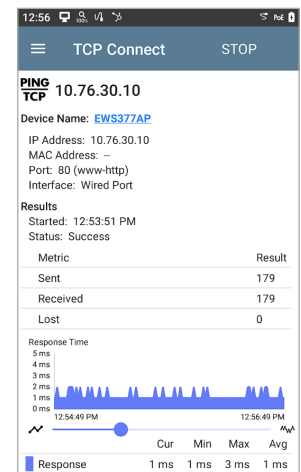 12:56 100% PoE
TCP Connect STOP
PING
TCP 10.76.30.10
Device Name: EWS377AP
IP Address: 10.76.30.10
MAC Address: --
Port: 80 (www-http)
Interface: Wired Port
Results
Started: 12:53:51 PM
Status: Success
Metric Result
Sent 179
Received 179
Lost 0
Response Time
5 ms
4 ms
3 ms
2 ms
1 ms
0 ms
12:54:49 PM 12:56:49 PM
Cur Min Max Avg
Response 1 ms 1 ms 3 ms 1 ms